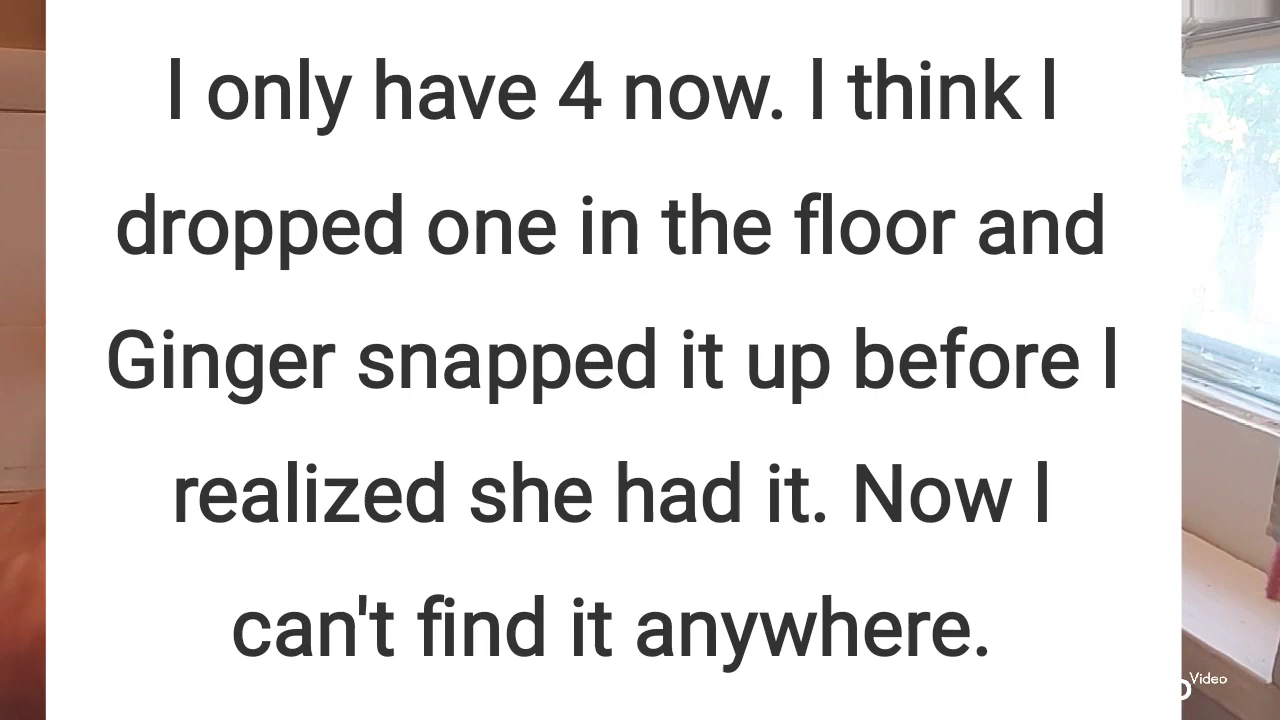 I only have 4 now. I think I
dropped one in the floor and
Ginger snapped it up before I
realized she had it. Now I
can't find it anywhere.
Video